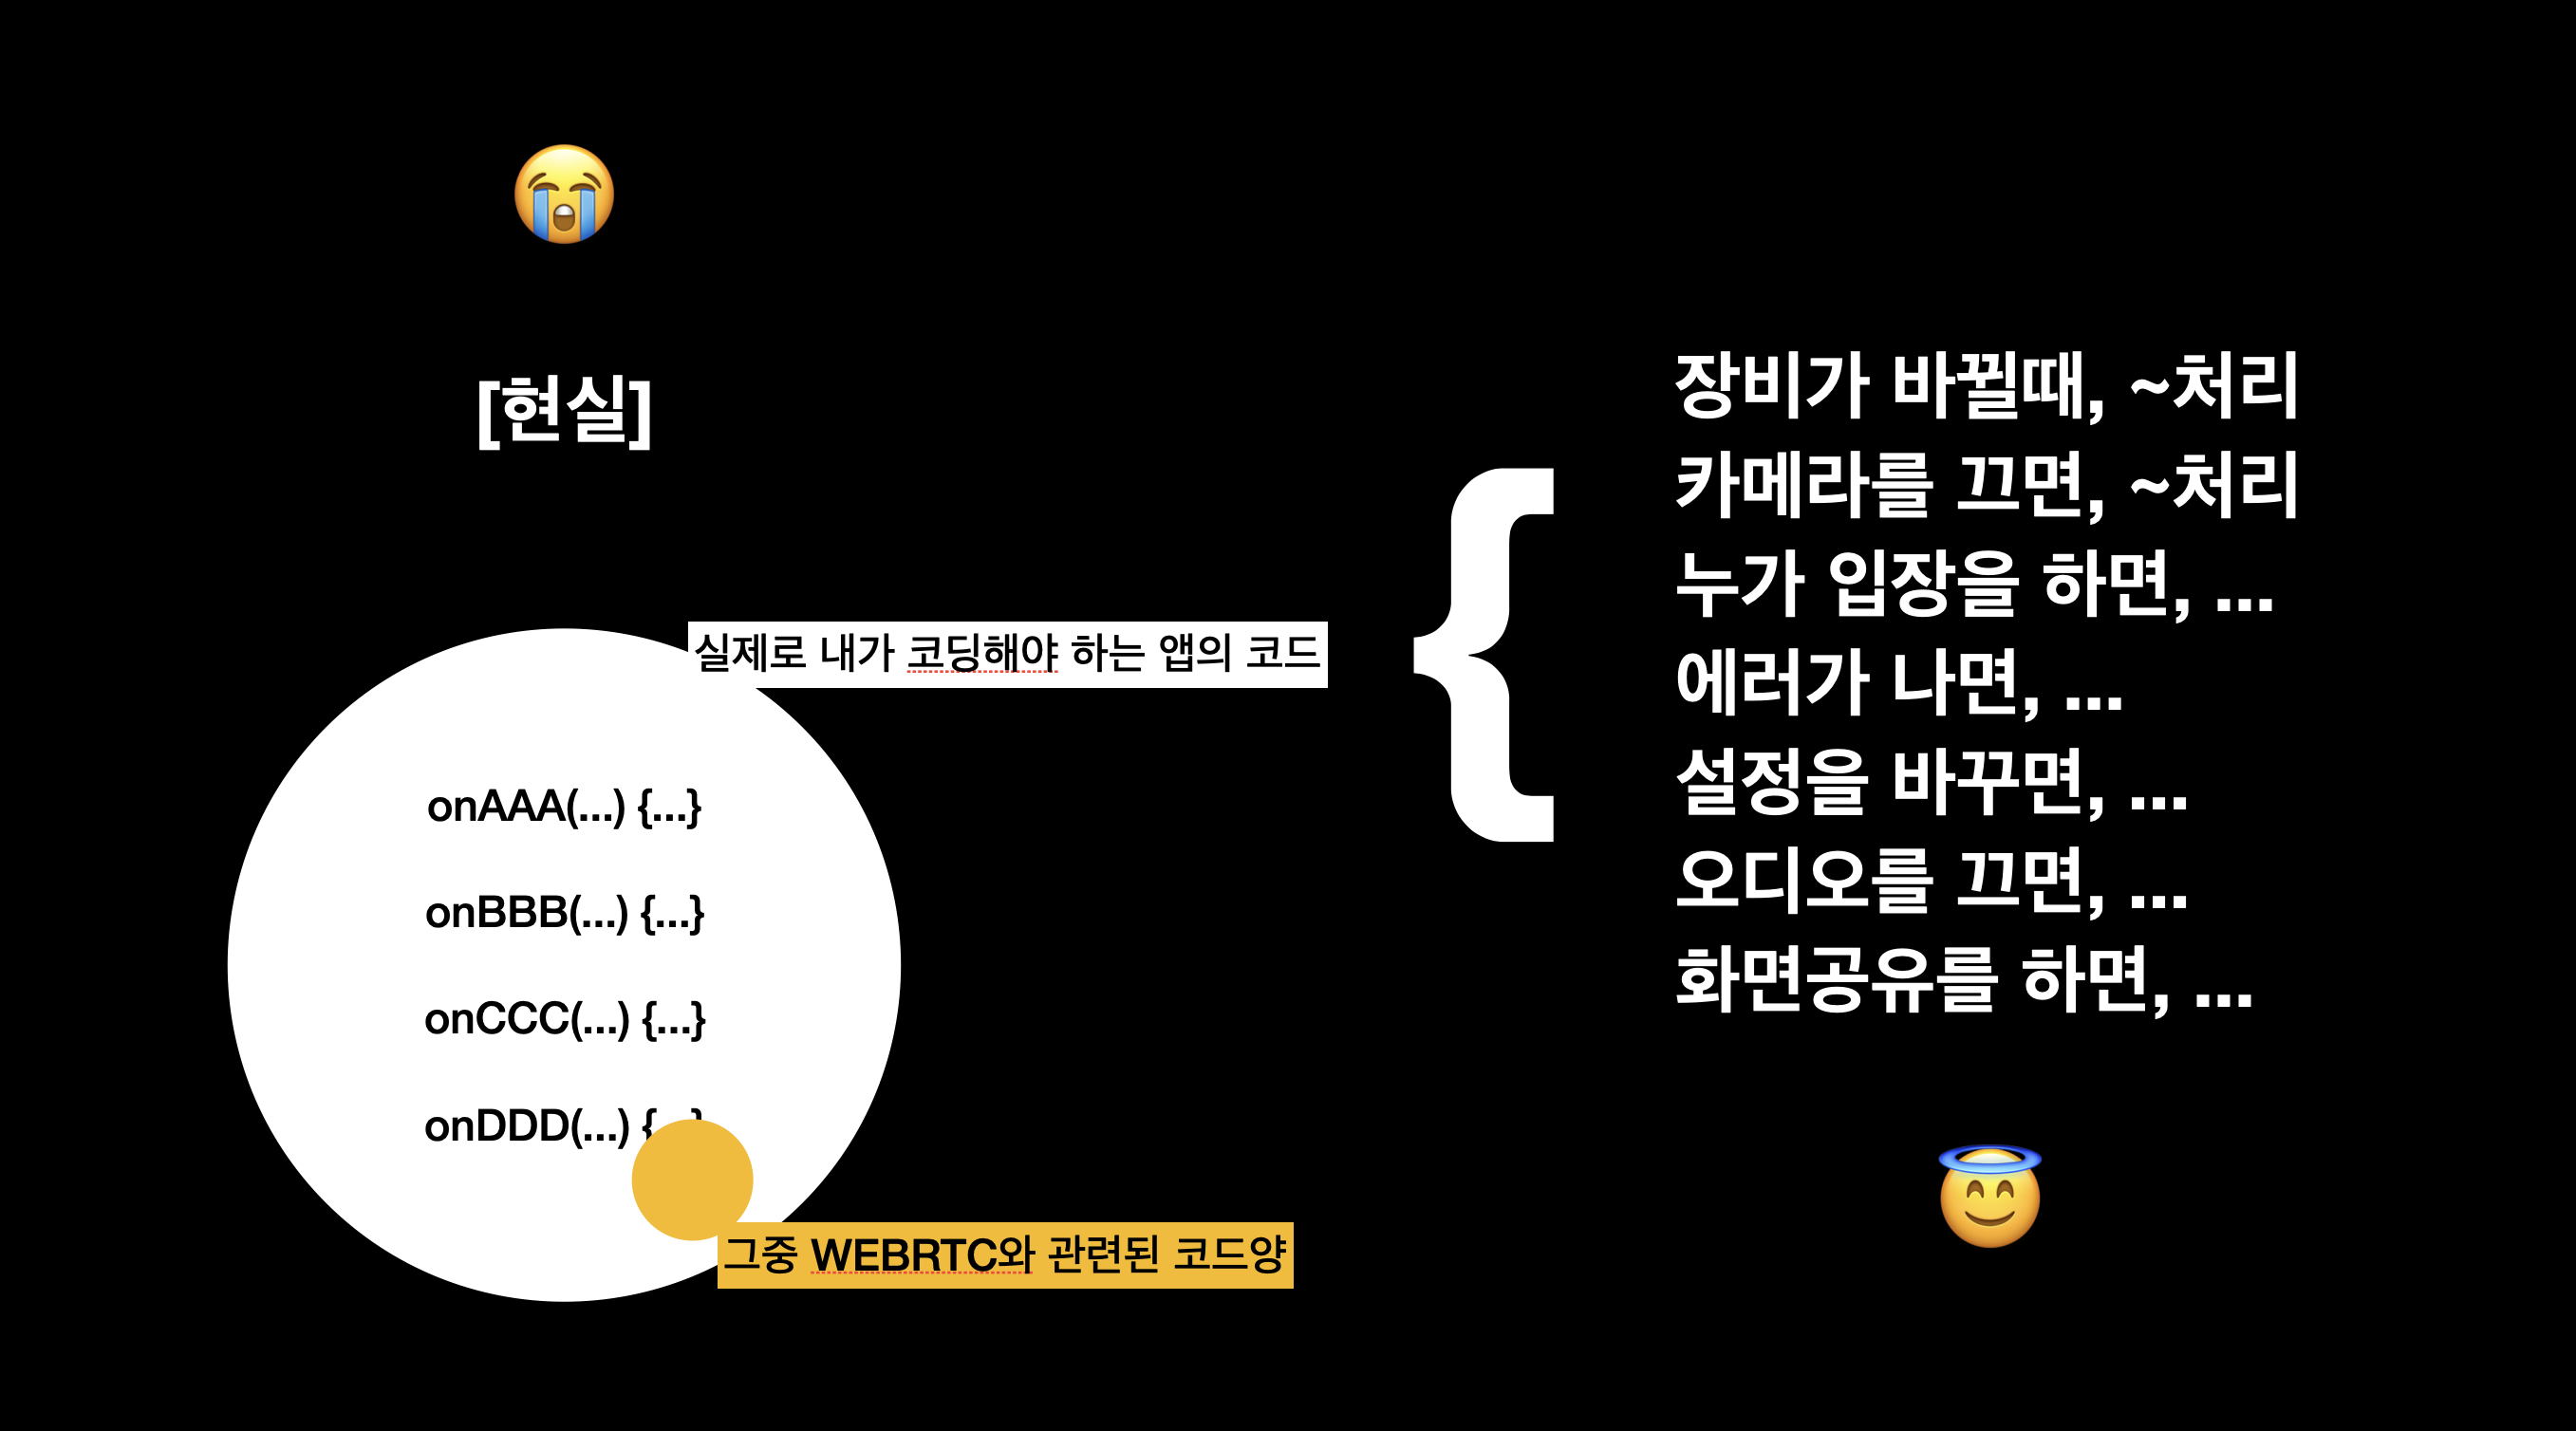 [현실]
실제로 내가 코딩해야 하는 앱의 코드
onAAA(...) {...}
onBBB(...) {...}
onCCC(...) {...}
onDDD(...) {...}
그중 WEBRTC와 관련된 코드양
{
장비가 바뀔때, ~처리
카메라를 끄면, ~처리
누가 입장을 하면, ...
에러가 나면, ...
설정을 바꾸면, ...
오디오를 끄면, ...
화면공유를 하면, ...